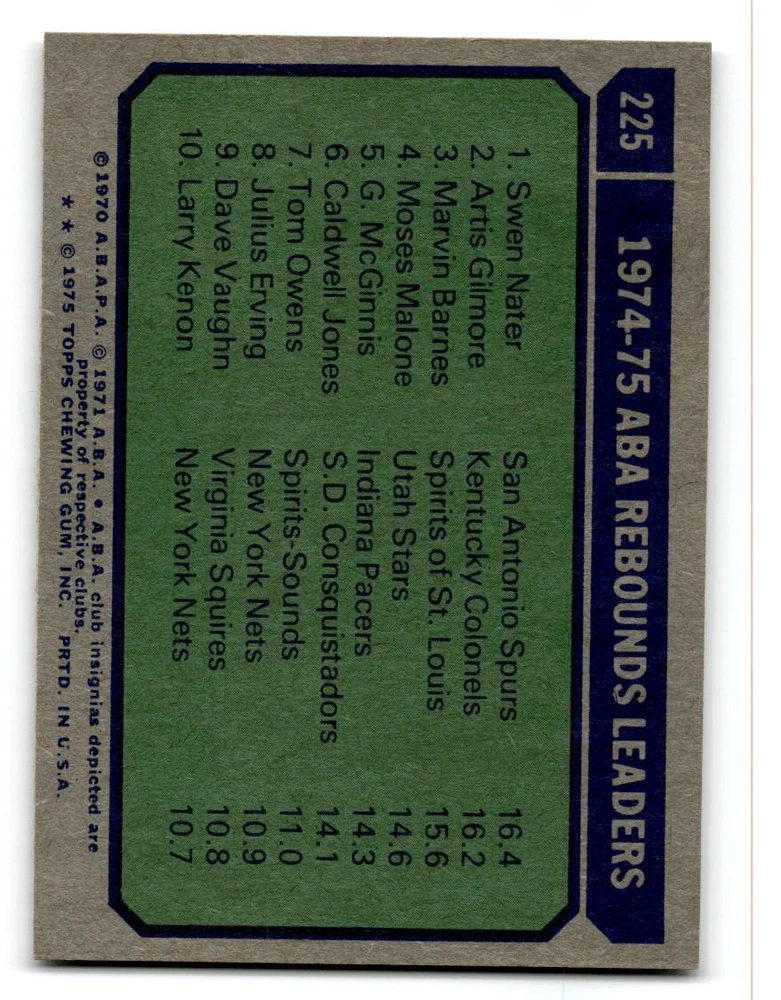 225 1974-75 ABA REBOUNDS LEADERS
1. Swen Nater San Antonio Spurs 16.4
2. Artis Gilmore Kentucky Colonels 16.2
3. Marvin Barnes Spirits of St. Louis 15.6
4. Moses Malone Utah Stars 14.6
5. G. McGinnis Indiana Pacers 14.3
6. Caldwell Jones S.D. Consquistadors 14.1
7. Tom Owens Spirits-Sounds 11.0
8. Julius Erving New York Nets 10.9
9. Dave Vaughn Virginia Squires 10.8
10. Larry Kenon New York Nets 10.7
© 1970 A.B.A.P.A. © 1971 A.B.A. • A.B.A. club insignias depicted are
property of respective clubs.
* * © 1975 TOPPS CHEWING GUM, INC. PRTD. IN U.S.A.